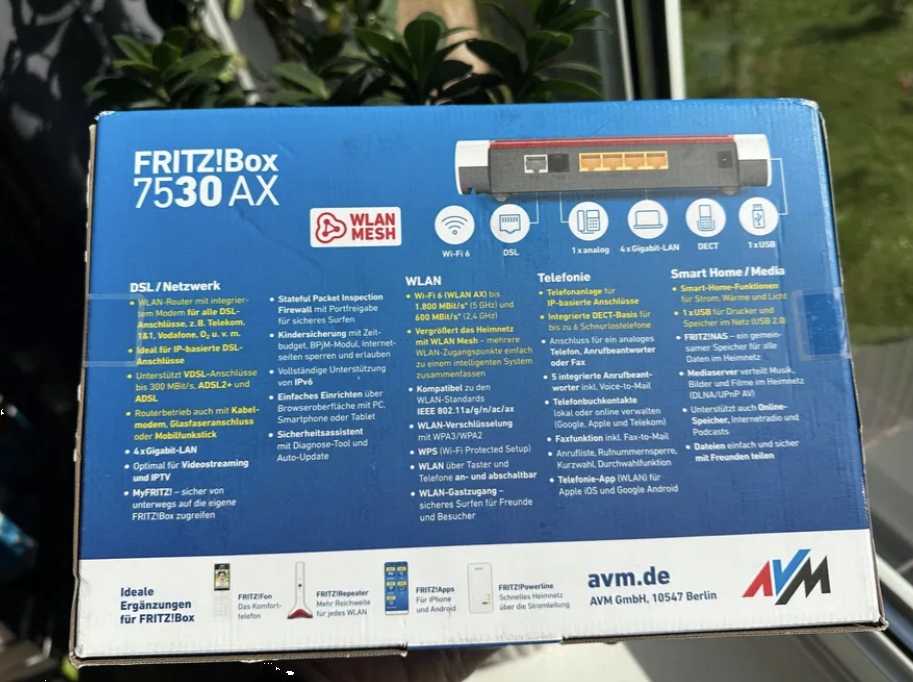 FRITZ!Box
7530 AX
WLAN
MESH
Wi-Fi 6
DSL
1 x analog
4 x Gigabit-LAN
DECT
1 x USB
DSL / Netzwerk
• WLAN-Router mit integrier-
tem Modem für alle DSL-
Anschlüsse, z. B. Telekom,
1&1, Vodafone, O₂ u. v. m.
• Ideal für IP-basierte DSL-
Anschlüsse
• Unterstützt VDSL-Anschlüsse
bis 300 MBit/s, ADSL2+ und
ADSL
• Routerbetrieb auch mit Kabel-
modem, Glasfaseranschluss
oder Mobilfunkstick
• 4 x Gigabit-LAN
• Optimal für Videostreaming
und IPTV
• MyFRITZ! – sicher von
unterwegs auf die eigene
FRITZ!Box zugreifen
• Stateful Packet Inspection
Firewall mit Portfreigabe
für sicheres Surfen
• Kindersicherung mit Zeit-
budget, BPjM-Modul, Internet-
seiten sperren und erlauben
• Vollständige Unterstützung
von IPv6
• Einfaches Einrichten über
Browseroberfläche mit PC,
Smartphone oder Tablet
• Sicherheitsassistent
mit Diagnose-Tool und
Auto-Update
WLAN
• Wi-Fi 6 (WLAN AX) bis
1.800 MBit/s* (5 GHz) und
600 MBit/s* (2,4 GHz)
• Vergrößert das Heimnetz
mit WLAN Mesh – mehrere
WLAN-Zugangspunkte einfach
zu einem intelligenten System
zusammenfassen
• Kompatibel zu den
WLAN-Standards
IEEE 802.11a/g/n/ac/ax
• WLAN-Verschlüsselung
mit WPA3/WPA2
• WPS (Wi-Fi Protected Setup)
• WLAN über Taster und
Telefone an- und abschaltbar
• WLAN-Gastzugang –
sicheres Surfen für Freunde
und Besucher
Telefonie
• Telefonanlage für
IP-basierte Anschlüsse
• Integrierte DECT-Basis für
bis zu 6 Schnurlostelefone
• Anschluss für ein analoges
Telefon, Anrufbeantworter
oder Fax
• 5 integrierte Anrufbeant-
worter inkl. Voice-to-Mail
• Telefonbuchkontakte
lokal oder online verwalten
(Google, Apple und Telekom)
• Faxfunktion inkl. Fax-to-Mail
• Anrufliste, Rufnummernsperre,
Kurzwahl, Durchwahlfunktion
• Telefonie-App (WLAN) für
Apple iOS und Google Android
Smart Home / Media
• Smart-Home-Funktionen
für Strom, Wärme und Licht
• 1 x USB für Drucker und
Speicher im Netz (USB 2.0)
• FRITZ!NAS – ein gemein-
samer Speicher für alle
Daten im Heimnetz
• Mediaserver verteilt Musik,
Bilder und Filme im Heimnetz
(DLNA/UPnP AV)
• Unterstützt auch Online-
Speicher, Internetradio und
Podcasts
• Dateien einfach und sicher
mit Freunden teilen
Ideale
Ergänzungen
für FRITZ!Box
FRITZ!Fon
Das Komfort-
telefon
FRITZ!Repeater
Mehr Reichweite
für jedes WLAN
FRITZ!Apps
Für iPhone
und Android
FRITZ!Powerline
Schnelles Heimnetz
über die Stromleitung
avm.de
AVM GmbH, 10547 Berlin
AVM